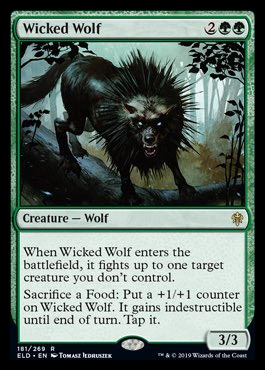 Wicked Wolf 2
Creature — Wolf
When Wicked Wolf enters the
battlefield, it fights up to one target
creature you don't control.
Sacrifice a Food: Put a +1/+1 counter
on Wicked Wolf. It gains indestructible
until end of turn. Tap it.
3/3
181/269 R
ELD • EN Tomasz Jedruszek
™ & © 2019 Wizards of the Coast